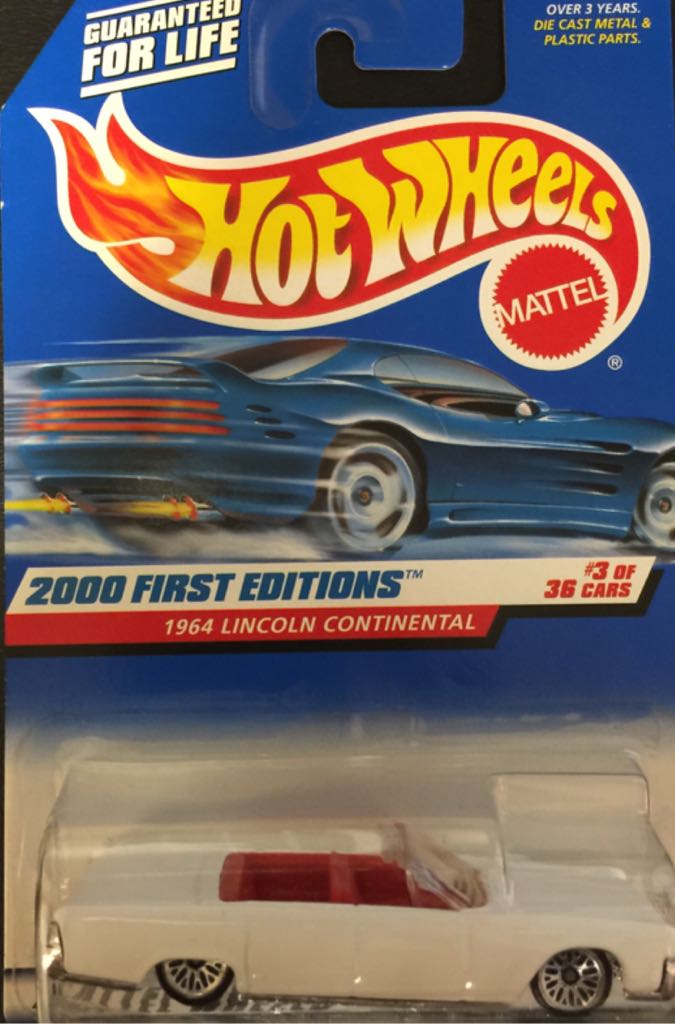 GUARANTEED
FOR LIFE
OVER 3 YEARS.
DIE CAST METAL &
PLASTIC PARTS.
HOT WHEELS
MATTEL
®
2000 FIRST EDITIONS™
#3 OF
36 CARS
1964 LINCOLN CONTINENTAL